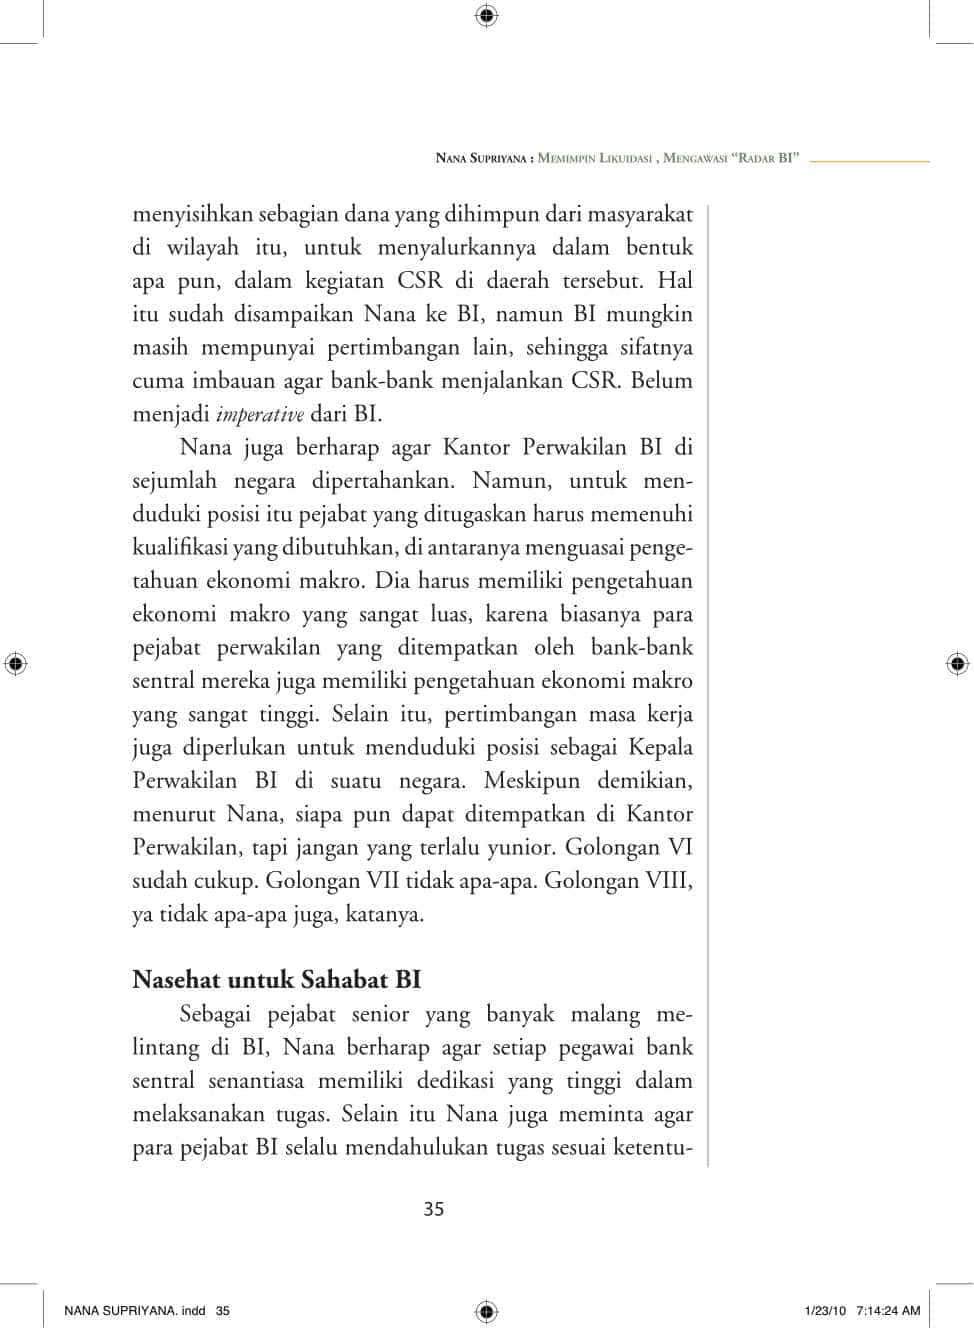 Nana Supriyana : Memimpin Likuidasi , Mengawasi “Radar BI”
menyisihkan sebagian dana yang dihimpun dari masyarakat
di wilayah itu, untuk menyalurkannya dalam bentuk
apa pun, dalam kegiatan CSR di daerah tersebut. Hal
itu sudah disampaikan Nana ke BI, namun BI mungkin
masih mempunyai pertimbangan lain, sehingga sifatnya
cuma imbauan agar bank-bank menjalankan CSR. Belum
menjadi imperative dari BI.
Nana juga berharap agar Kantor Perwakilan BI di
sejumlah negara dipertahankan. Namun, untuk men-
duduki posisi itu pejabat yang ditugaskan harus memenuhi
kualifikasi yang dibutuhkan, di antaranya menguasai penge-
tahuan ekonomi makro. Dia harus memiliki pengetahuan
ekonomi makro yang sangat luas, karena biasanya para
pejabat perwakilan yang ditempatkan oleh bank-bank
sentral mereka juga memiliki pengetahuan ekonomi makro
yang sangat tinggi. Selain itu, pertimbangan masa kerja
juga diperlukan untuk menduduki posisi sebagai Kepala
Perwakilan BI di suatu negara. Meskipun demikian,
menurut Nana, siapa pun dapat ditempatkan di Kantor
Perwakilan, tapi jangan yang terlalu yunior. Golongan VI
sudah cukup. Golongan VII tidak apa-apa. Golongan VIII,
ya tidak apa-apa juga, katanya.
Nasehat untuk Sahabat BI
Sebagai pejabat senior yang banyak malang me-
lintang di BI, Nana berharap agar setiap pegawai bank
sentral senantiasa memiliki dedikasi yang tinggi dalam
melaksanakan tugas. Selain itu Nana juga meminta agar
para pejabat BI selalu mendahulukan tugas sesuai ketentu-
35
NANA SUPRIYANA. indd   35
1/23/10   7:14:24 AM